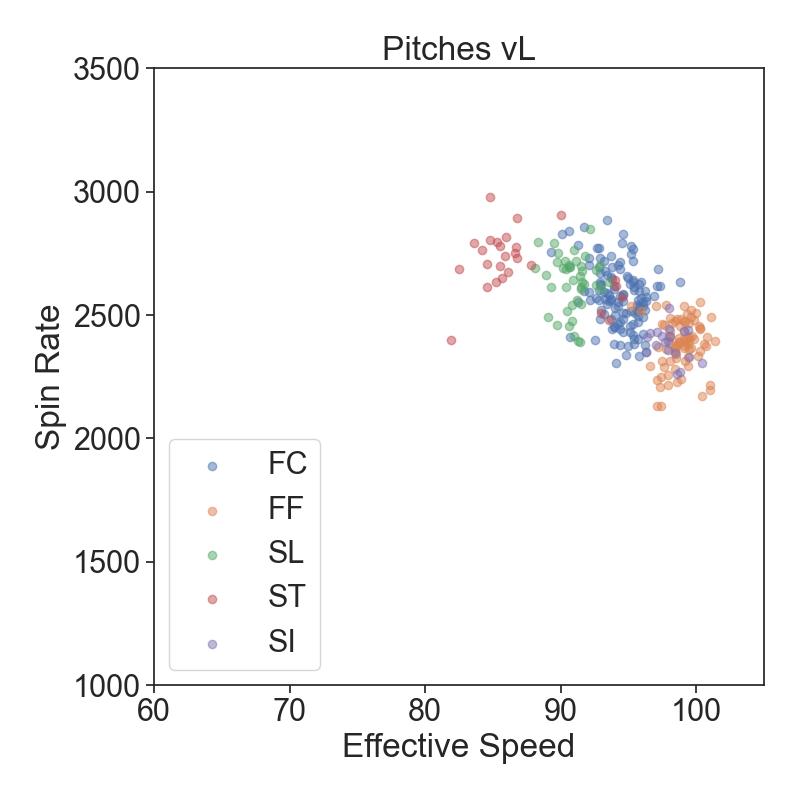 Pitches vL
3500
3000
2500
2000
1500
1000
Spin Rate
FC
FF
SL
ST
SI
60 70 80 90 100
Effective Speed